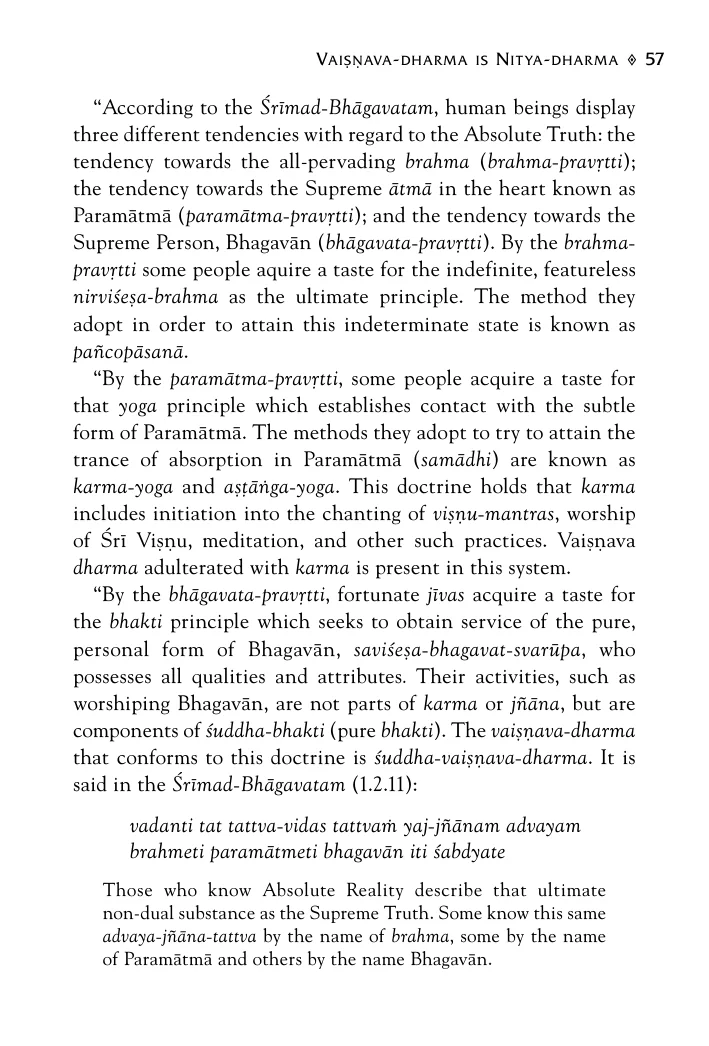 VAIṢṆAVA-DHARMA IS NITYA-DHARMA ◊ 57
“According to the Śrīmad-Bhāgavatam, human beings display
three different tendencies with regard to the Absolute Truth: the
tendency towards the all-pervading brahma (brahma-pravṛtti);
the tendency towards the Supreme ātmā in the heart known as
Paramātmā (paramātma-pravṛtti); and the tendency towards the
Supreme Person, Bhagavān (bhāgavata-pravṛtti). By the brahma-
pravṛtti some people aquire a taste for the indefinite, featureless
nirviśeṣa-brahma as the ultimate principle. The method they
adopt in order to attain this indeterminate state is known as
pañcopāsanā.
“By the paramātma-pravṛtti, some people acquire a taste for
that yoga principle which establishes contact with the subtle
form of Paramātmā. The methods they adopt to try to attain the
trance of absorption in Paramātmā (samādhi) are known as
karma-yoga and aṣṭāṅga-yoga. This doctrine holds that karma
includes initiation into the chanting of viṣṇu-mantras, worship
of Śrī Viṣṇu, meditation, and other such practices. Vaiṣṇava
dharma adulterated with karma is present in this system.
“By the bhāgavata-pravṛtti, fortunate jīvas acquire a taste for
the bhakti principle which seeks to obtain service of the pure,
personal form of Bhagavān, saviśeṣa-bhagavat-svarūpa, who
possesses all qualities and attributes. Their activities, such as
worshiping Bhagavān, are not parts of karma or jñāna, but are
components of śuddha-bhakti (pure bhakti). The vaiṣṇava-dharma
that conforms to this doctrine is śuddha-vaiṣṇava-dharma. It is
said in the Śrīmad-Bhāgavatam (1.2.11):
vadanti tat tattva-vidas tattvaṁ yaj-jñānam advayam
brahmeti paramātmeti bhagavān iti śabdyate
Those who know Absolute Reality describe that ultimate
non-dual substance as the Supreme Truth. Some know this same
advaya-jñāna-tattva by the name of brahma, some by the name
of Paramātmā and others by the name Bhagavān.